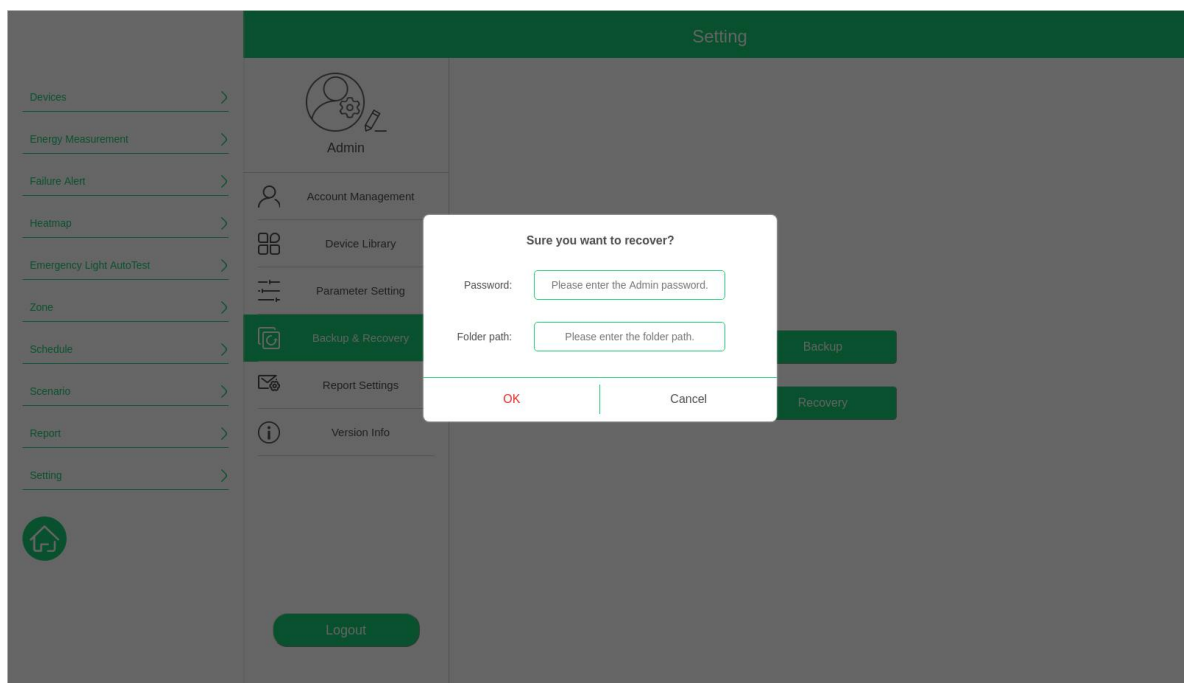 Setting
Devices
Energy Measurement
Failure Alert
Heatmap
Emergency Light AutoTest
Zone
Schedule
Scenario
Report
Setting
Admin
Account Management
Device Library
Parameter Setting
Backup & Recovery
Report Settings
Version Info
Logout
Sure you want to recover?
Password: Please enter the Admin password.
Folder path: Please enter the folder path.
OK Cancel
Backup
Recovery